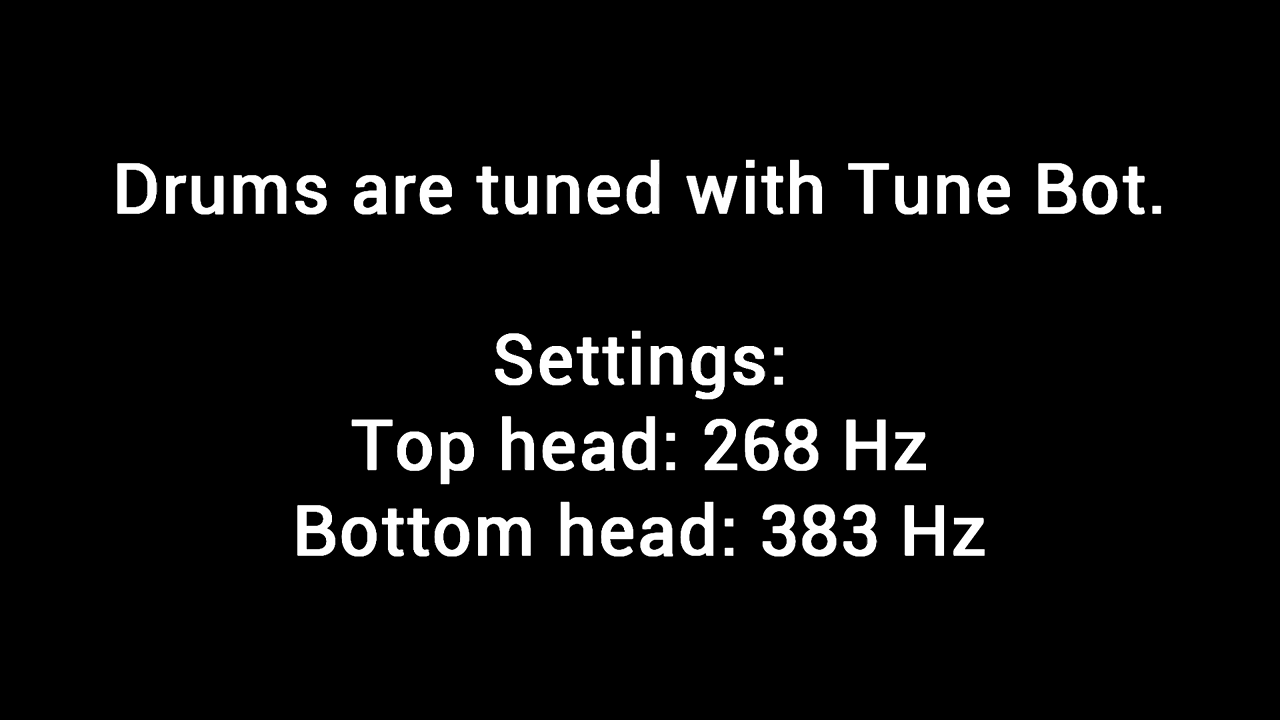 Drums are tuned with Tune Bot.
Settings:
Top head: 268 Hz
Bottom head: 383 Hz